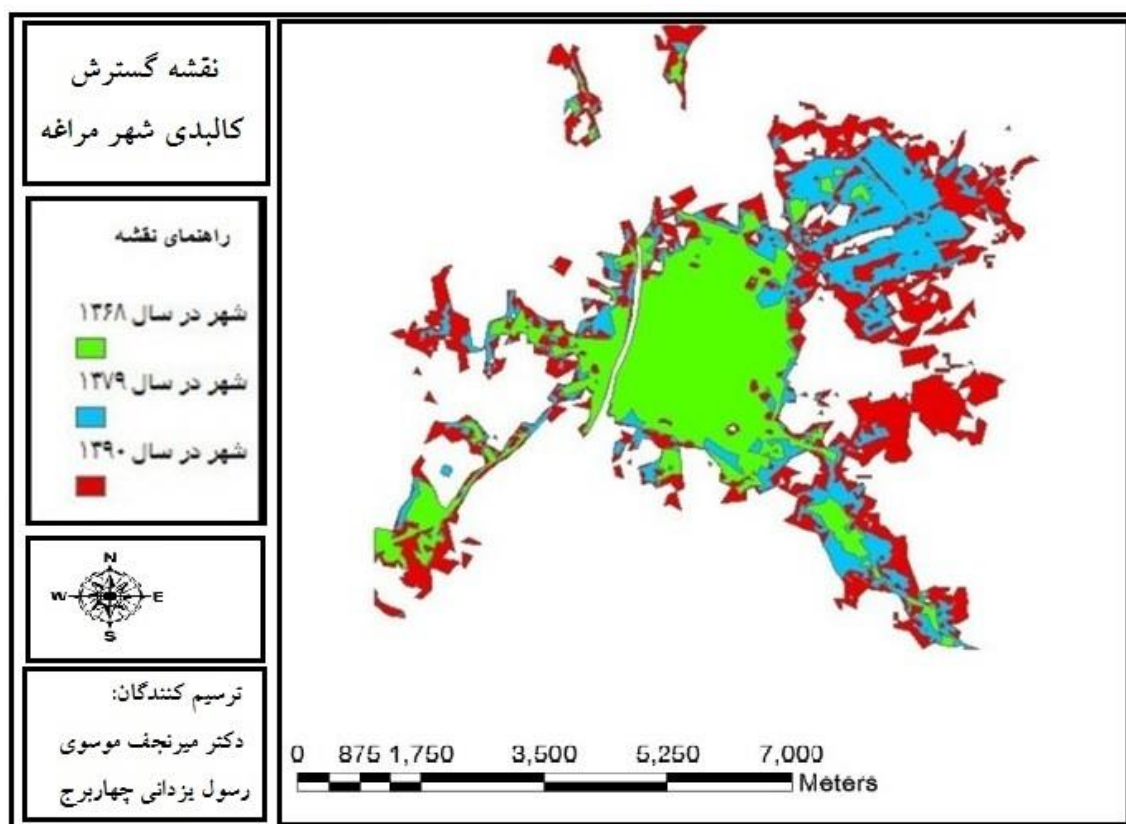 نقشه گسترش
کالبدی شهر مراغه
راهنمای نقشه
شهر در سال ۱۳۶۸
شهر در سال ۱۳۷۹
شهر در سال ۱۳۹۰
N
W E
S
ترسیم کنندگان:
دکتر میرنجف موسوی
رسول یزدانی چهاربرج
0 875 1,750 3,500 5,250 7,000
Meters